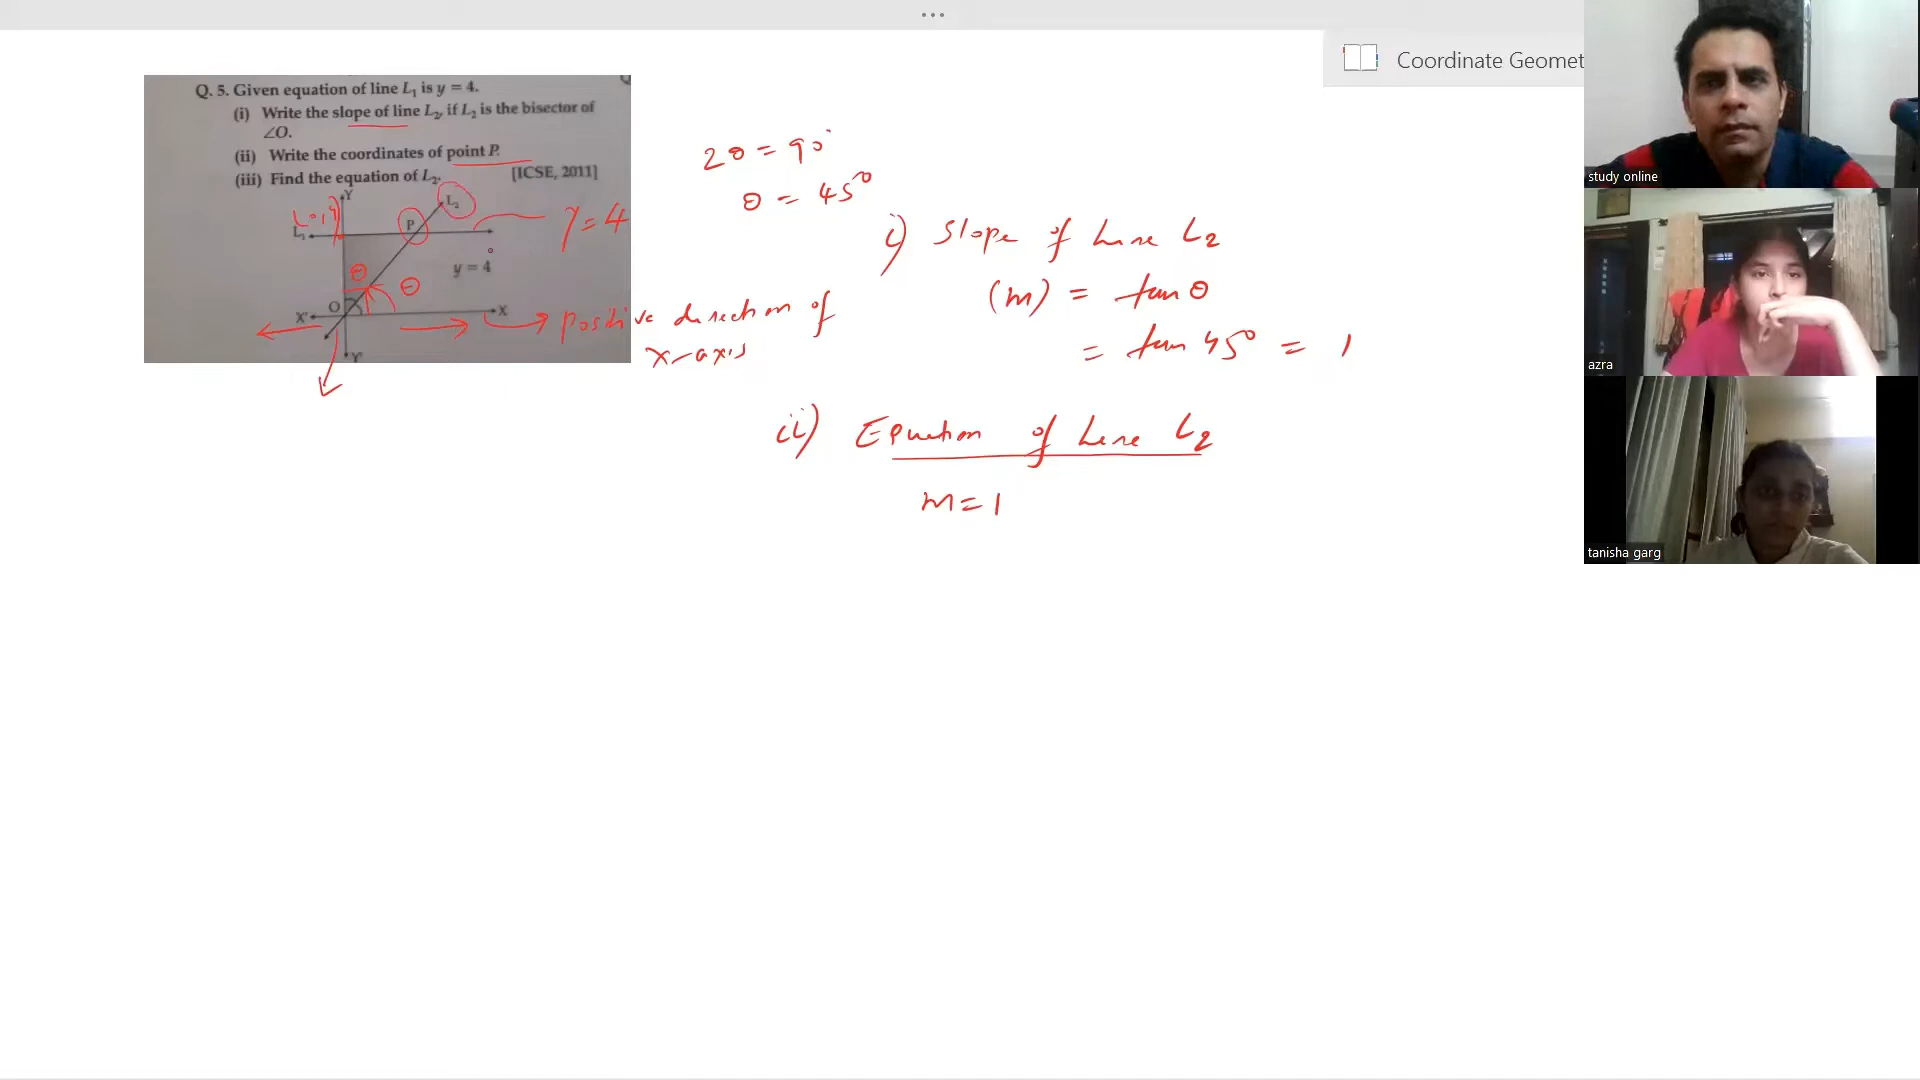 Coordinate Geomet
Q. 5. Given equation of line L₁ is y = 4.
(i) Write the slope of line L₂, if L₂ is the bisector of
∠O.
(ii) Write the coordinates of point P.
(iii) Find the equation of L₂. [ICSE, 2011]
Y
L₂
P
L₁
y = 4
y = 4
θ
θ
O
X'
X
Y'
positive direction of
x-axis
2θ = 90°
θ = 45°
i) Slope of Line L₂
(m) = tan θ
= tan 45° = 1
ii) Equation of Line L₂
m = 1
study online
azra
tanisha garg